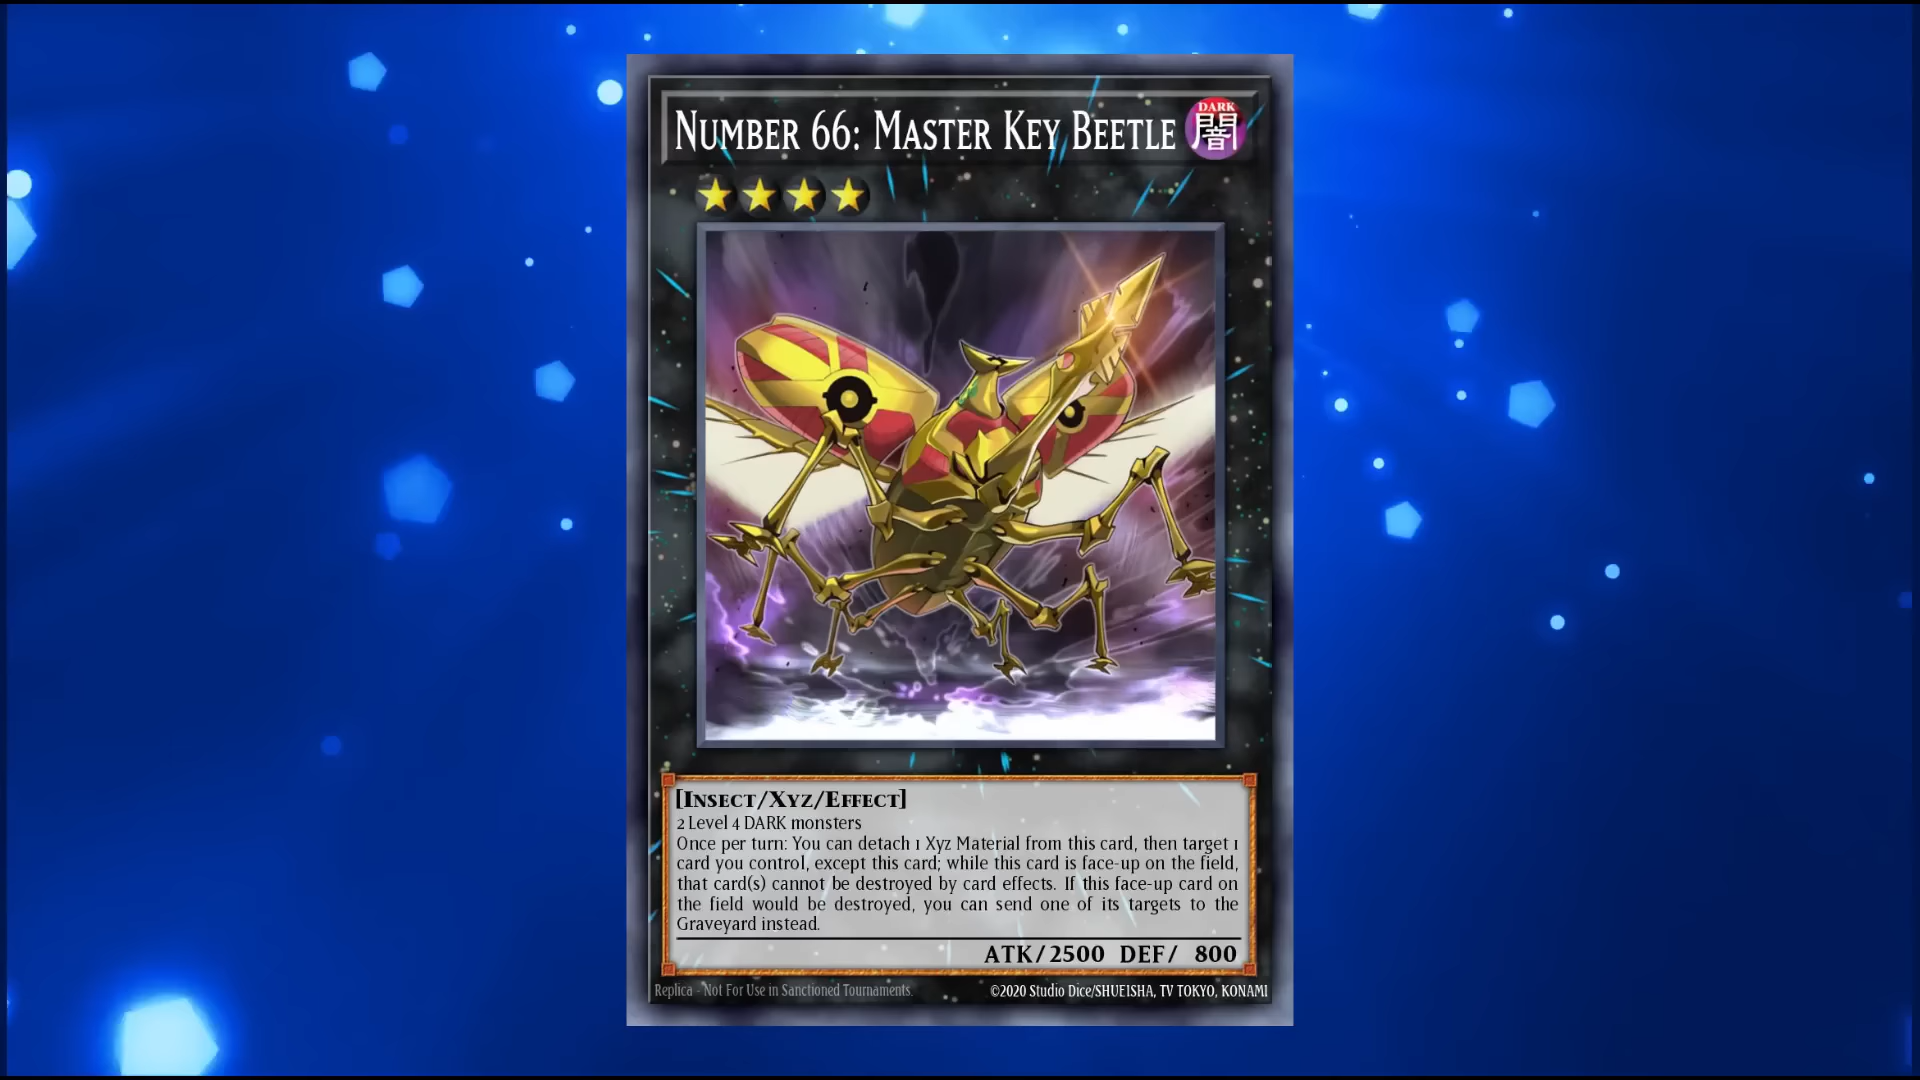 NUMBER 66: MASTER KEY BEETLE
DARK
闇
[INSECT/XYZ/EFFECT]
2 Level 4 DARK monsters
Once per turn: You can detach 1 Xyz Material from this card, then target 1
card you control, except this card; while this card is face-up on the field,
that card(s) cannot be destroyed by card effects. If this face-up card on
the field would be destroyed, you can send one of its targets to the
Graveyard instead.
ATK/2500 DEF/ 800
Replica - Not For Use in Sanctioned Tournaments.
©2020 Studio Dice/SHUEISHA, TV TOKYO, KONAMI